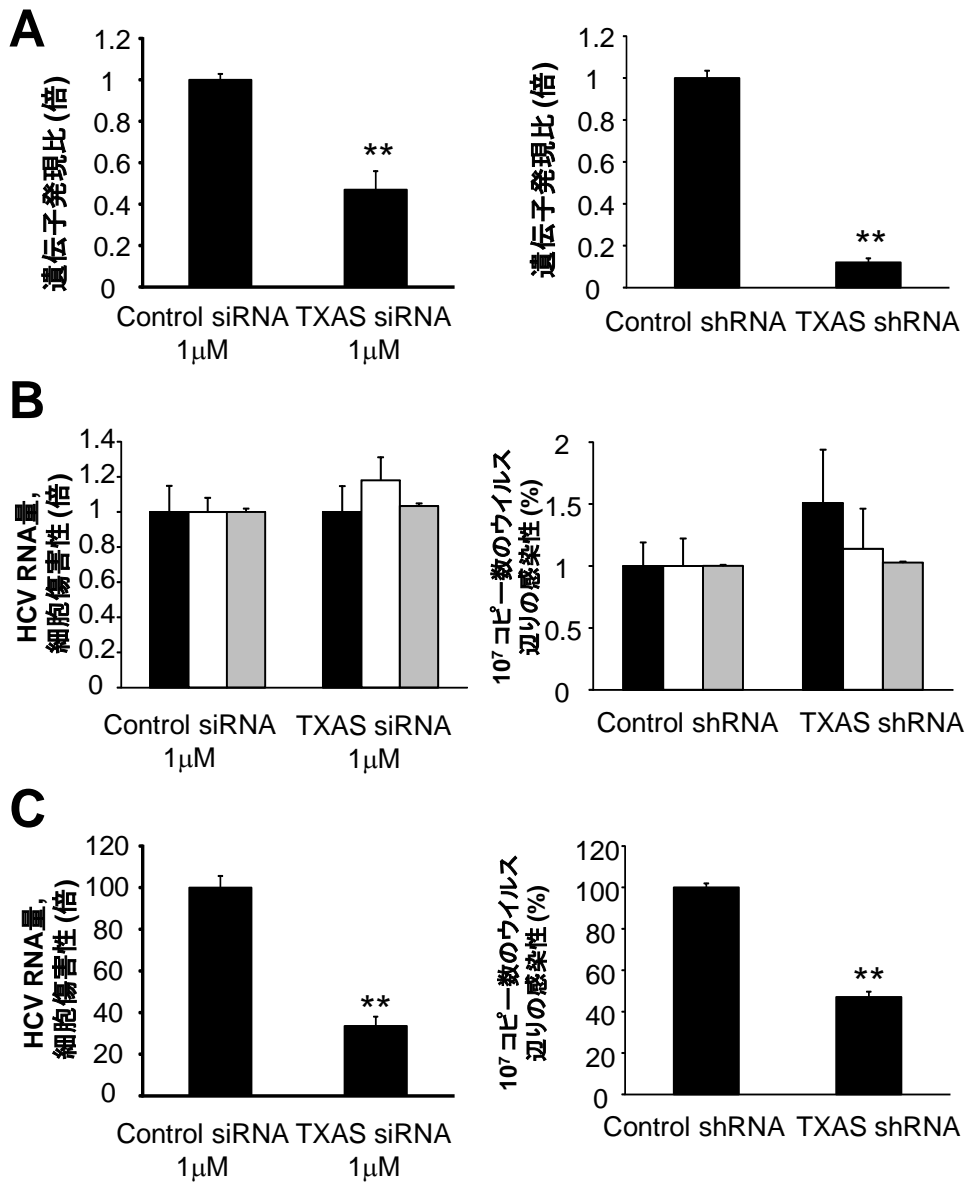 A
遺伝子発現比 (倍)
1.2
1
0.8
0.6
0.4
0.2
0
**
Control siRNA
1μM
TXAS siRNA
1μM
遺伝子発現比 (倍)
1.2
1
0.8
0.6
0.4
0.2
0
**
Control shRNA
TXAS shRNA
B
HCV RNA量,
細胞傷害性 (倍)
1.4
1.2
1
0.8
0.6
0.4
0.2
0
Control siRNA
1μM
TXAS siRNA
1μM
10⁷ コピー数のウイルス
辺りの感染性 (%)
2
1.5
1
0.5
0
Control shRNA
TXAS shRNA
C
HCV RNA量,
細胞傷害性 (倍)
120
100
80
60
40
20
0
**
Control siRNA
1μM
TXAS siRNA
1μM
10⁷ コピー数のウイルス
辺りの感染性 (%)
120
100
80
60
40
20
0
**
Control shRNA
TXAS shRNA